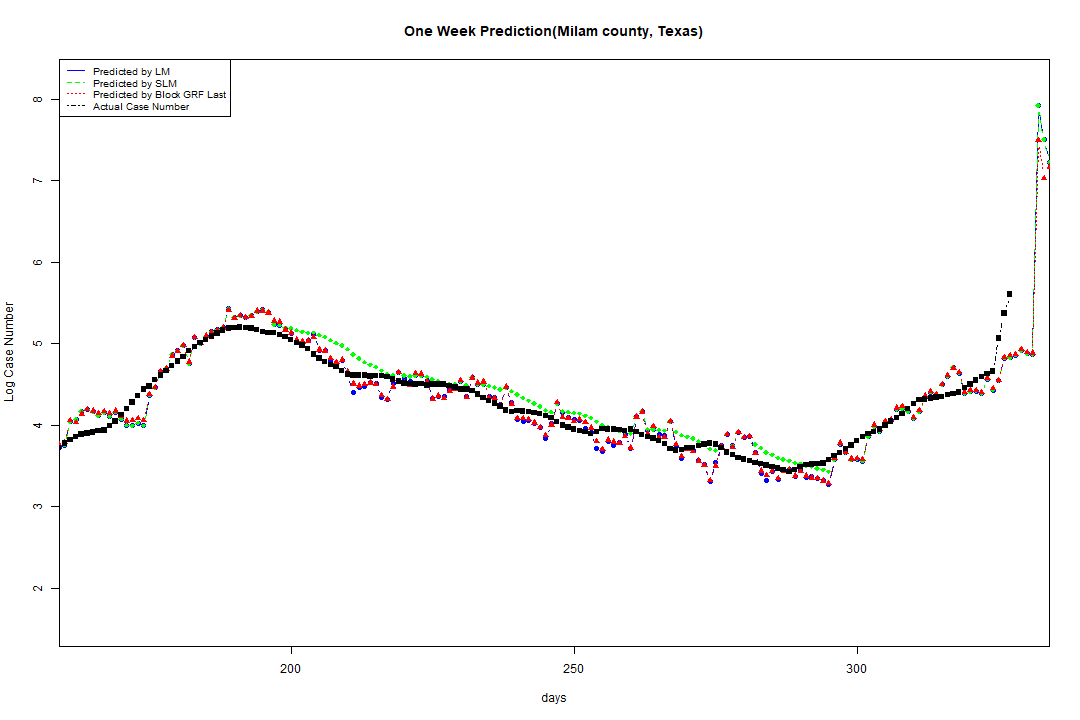 One Week Prediction(Milam county, Texas)
Predicted by LM
Predicted by SLM
Predicted by Block GRF Last
Actual Case Number
8
7
6
5
4
3
2
Log Case Number
200 250 300
days